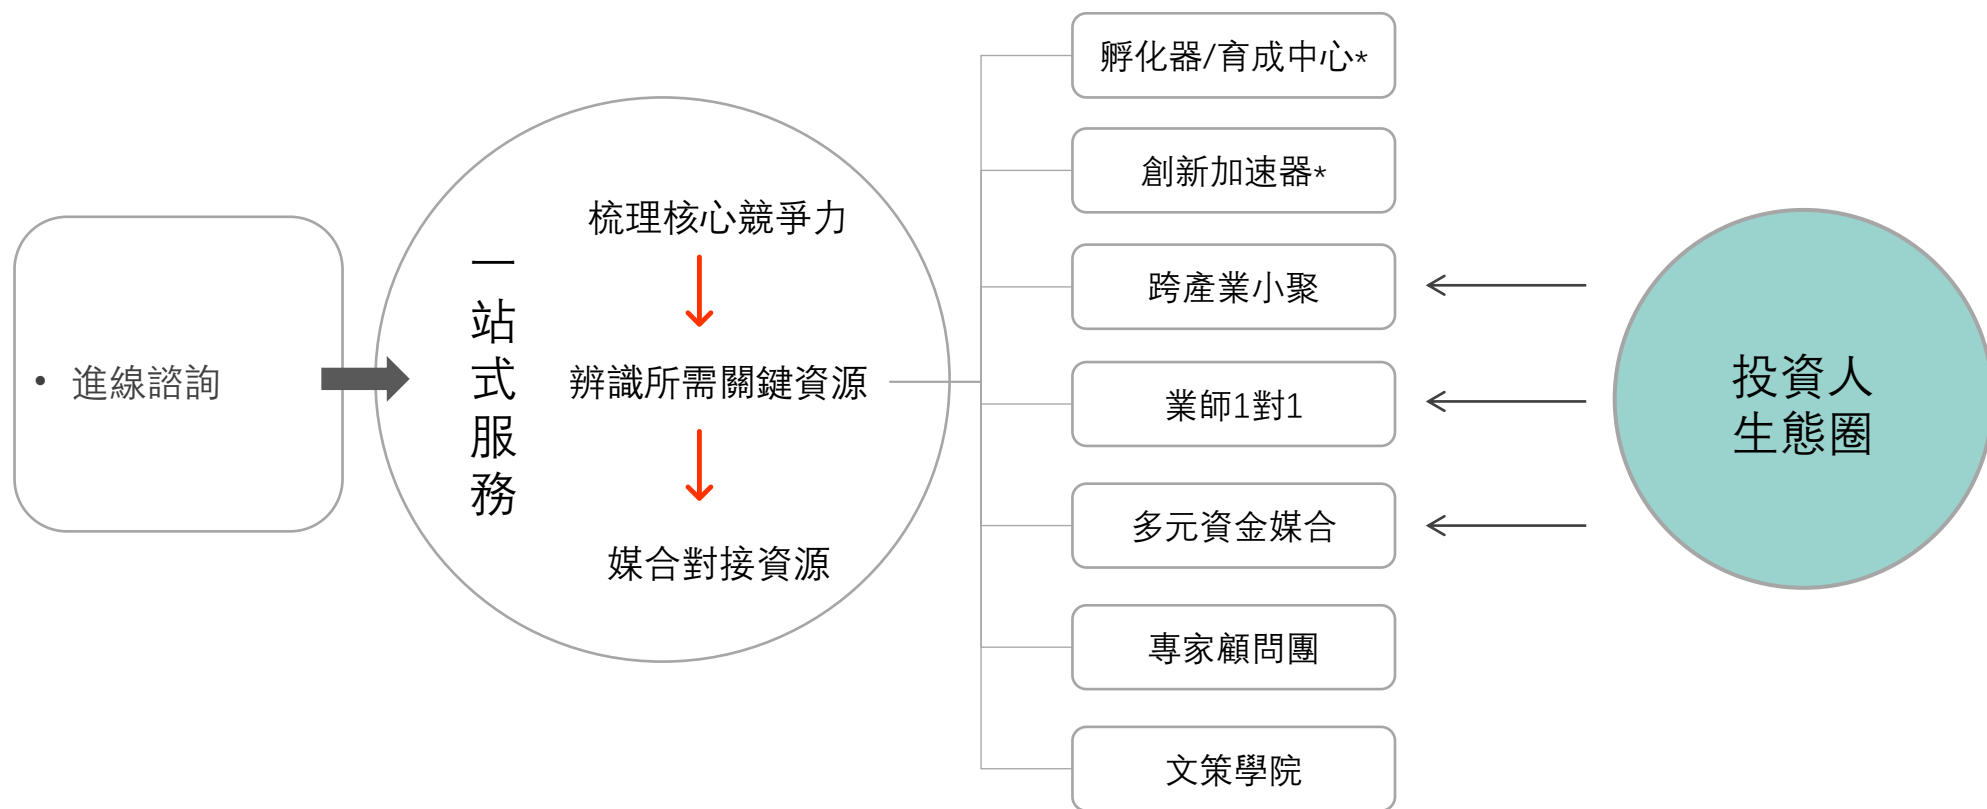 • 進線諮詢
一站式服務
梳理核心競爭力
辨識所需關鍵資源
媒合對接資源
孵化器/育成中心*
創新加速器*
跨產業小聚
業師1對1
多元資金媒合
專家顧問團
文策學院
投資人
生態圈